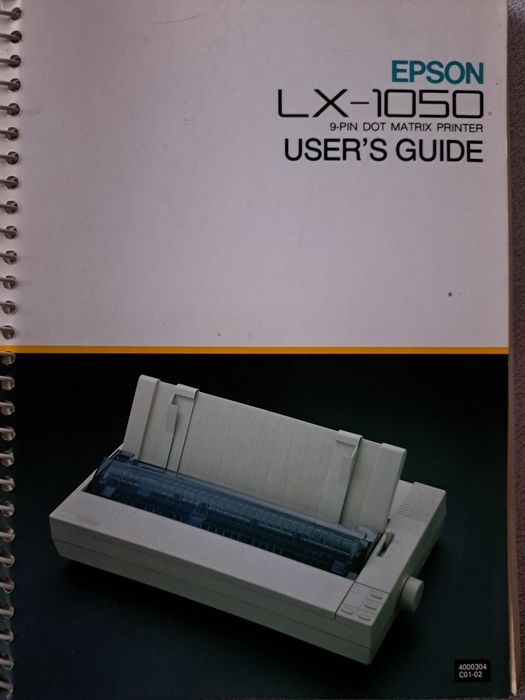 EPSON
LX-1050
9-PIN DOT MATRIX PRINTER
USER'S GUIDE
4000304
C01-02